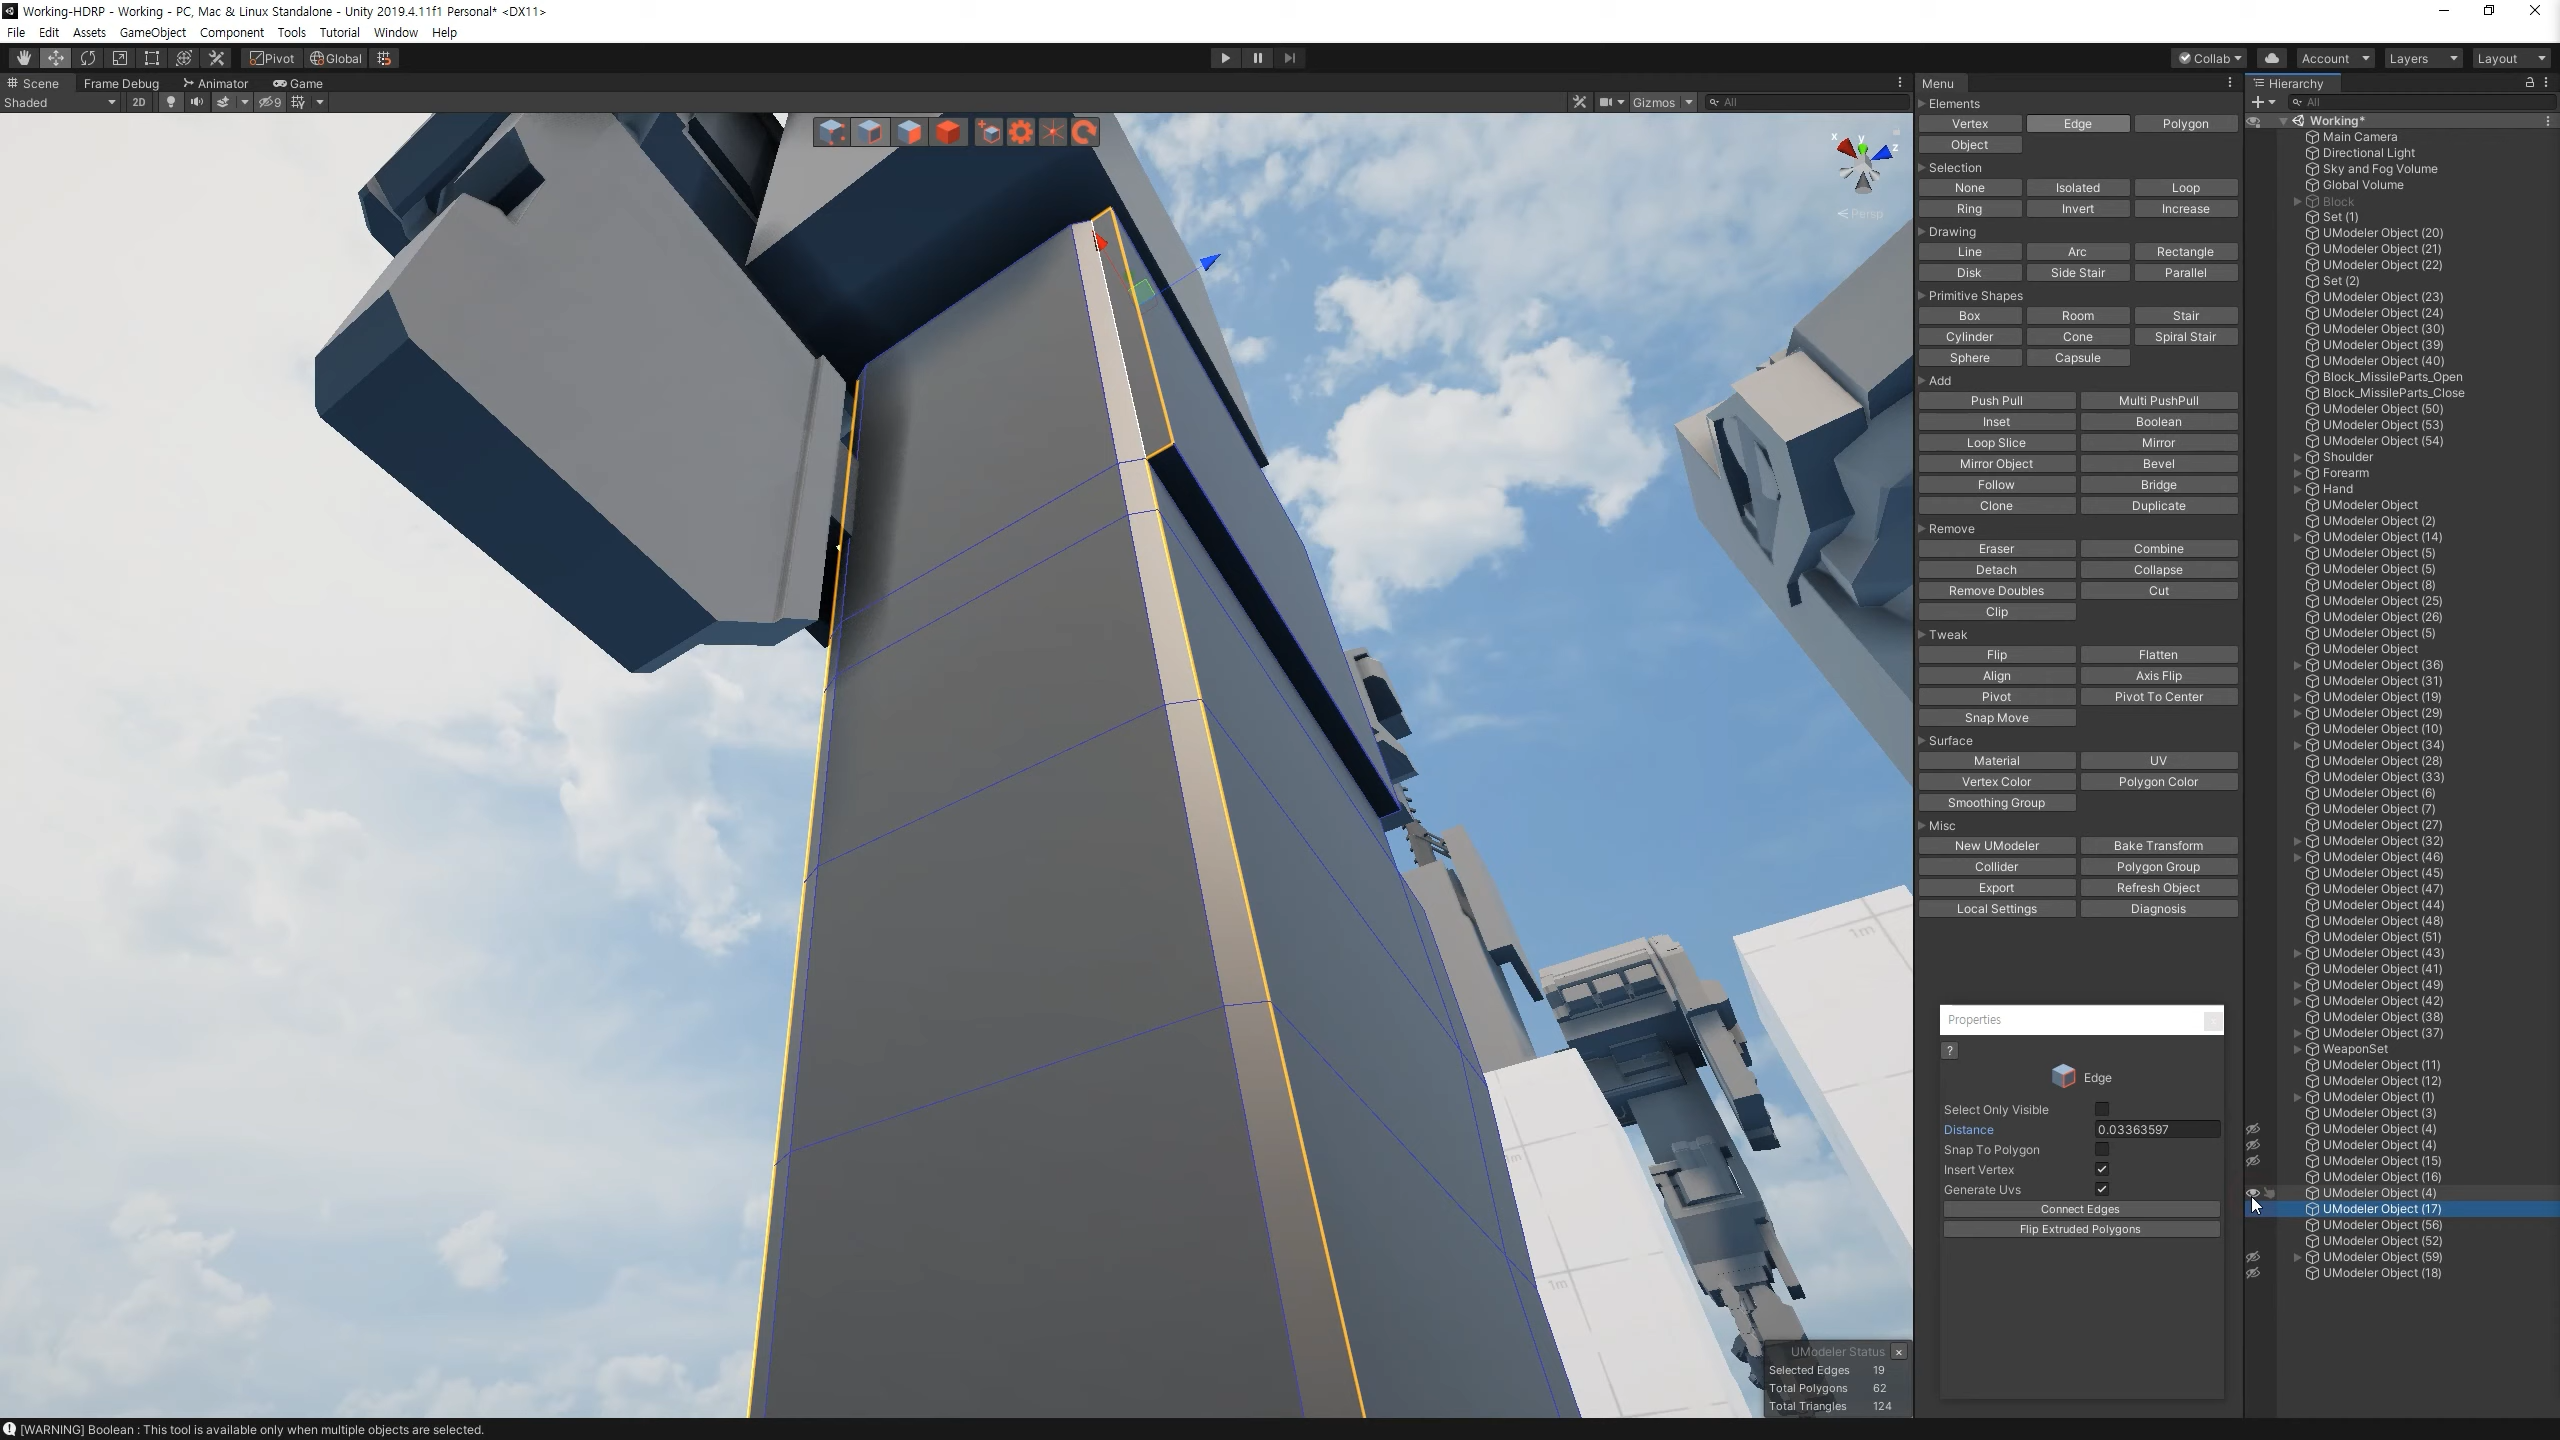 Working-HDRP - Working - PC, Mac & Linux Standalone - Unity 2019.4.11f1 Personal* <DX11>
File Edit Assets GameObject Component Tools Tutorial Window Help
Pivot Global Collab Account Layers Layout
Scene Frame Debug Animator Game
Shaded 2D 9 Gizmos All
x y z
Persp
1m
1m
1m
UModeler Status
Selected Edges 19
Total Polygons 62
Total Triangles 124
Menu
Elements
Vertex Edge Polygon
Object
Selection
None Isolated Loop
Ring Invert Increase
Drawing
Line Arc Rectangle
Disk Side Stair Parallel
Primitive Shapes
Box Room Stair
Cylinder Cone Spiral Stair
Sphere Capsule
Add
Push Pull Multi PushPull
Inset Boolean
Loop Slice Mirror
Mirror Object Bevel
Follow Bridge
Clone Duplicate
Remove
Eraser Combine
Detach Collapse
Remove Doubles Cut
Clip
Tweak
Flip Flatten
Align Axis Flip
Pivot Pivot To Center
Snap Move
Surface
Material UV
Vertex Color Polygon Color
Smoothing Group
Misc
New UModeler Bake Transform
Collider Polygon Group
Export Refresh Object
Local Settings Diagnosis
Properties
?
Edge
Select Only Visible
Distance 0.03363597
Snap To Polygon
Insert Vertex
Generate Uvs
Connect Edges
Flip Extruded Polygons
Hierarchy
All
Working*
Main Camera
Directional Light
Sky and Fog Volume
Global Volume
Block
Set (1)
UModeler Object (20)
UModeler Object (21)
UModeler Object (22)
Set (2)
UModeler Object (23)
UModeler Object (24)
UModeler Object (30)
UModeler Object (39)
UModeler Object (40)
Block_MissileParts_Open
Block_MissileParts_Close
UModeler Object (50)
UModeler Object (53)
UModeler Object (54)
Shoulder
Forearm
Hand
UModeler Object
UModeler Object (2)
UModeler Object (14)
UModeler Object (5)
UModeler Object (5)
UModeler Object (8)
UModeler Object (25)
UModeler Object (26)
UModeler Object (5)
UModeler Object
UModeler Object (36)
UModeler Object (31)
UModeler Object (19)
UModeler Object (29)
UModeler Object (10)
UModeler Object (34)
UModeler Object (28)
UModeler Object (33)
UModeler Object (6)
UModeler Object (7)
UModeler Object (27)
UModeler Object (32)
UModeler Object (46)
UModeler Object (45)
UModeler Object (47)
UModeler Object (44)
UModeler Object (48)
UModeler Object (51)
UModeler Object (43)
UModeler Object (41)
UModeler Object (49)
UModeler Object (42)
UModeler Object (38)
UModeler Object (37)
WeaponSet
UModeler Object (11)
UModeler Object (12)
UModeler Object (1)
UModeler Object (3)
UModeler Object (4)
UModeler Object (4)
UModeler Object (15)
UModeler Object (16)
UModeler Object (4)
UModeler Object (17)
UModeler Object (56)
UModeler Object (52)
UModeler Object (59)
UModeler Object (18)
[WARNING] Boolean : This tool is available only when multiple objects are selected.